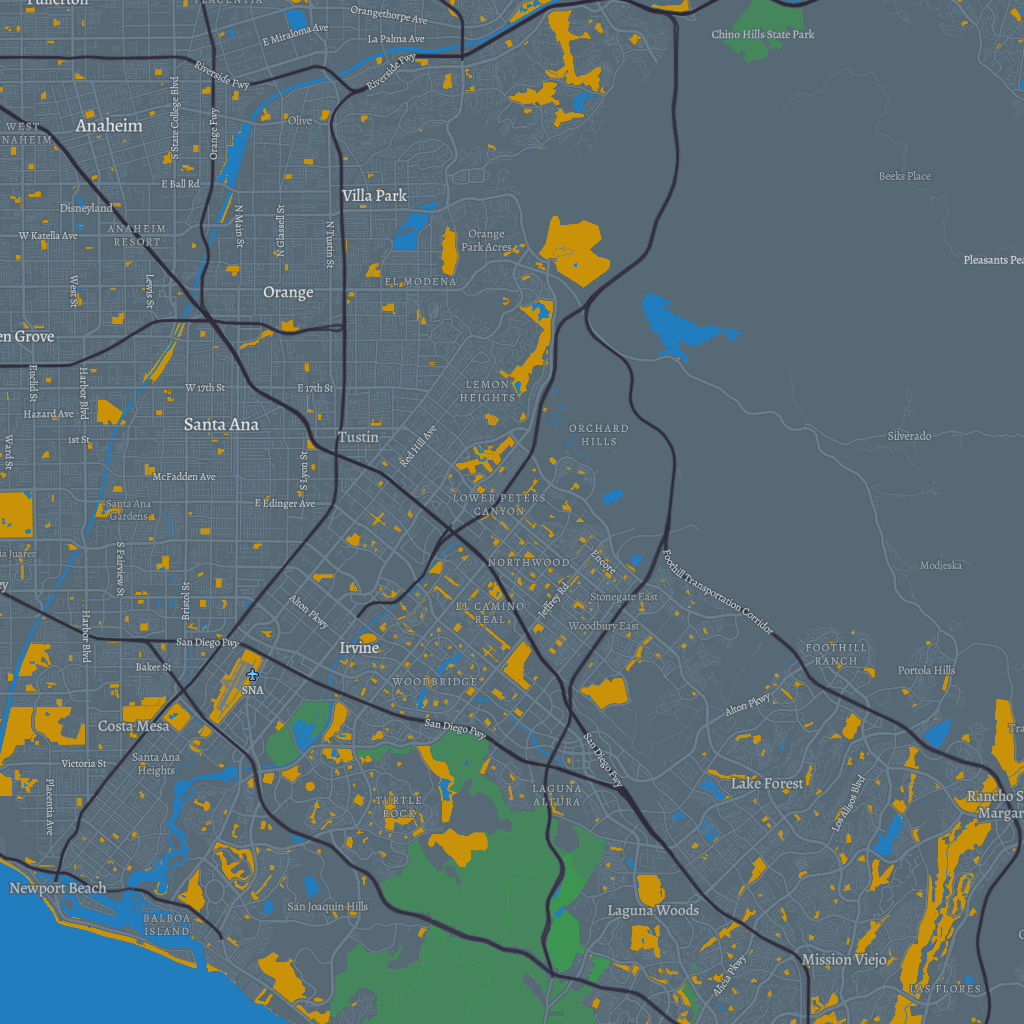 Fullerton
PLACENTIA
Orangethorpe Ave
E Miraloma Ave
La Palma Ave
Chino Hills State Park
Riverside Fwy
Riverside Fwy
S State College Blvd
Orange Fwy
Olive
WEST
ANAHEIM
Anaheim
E Ball Rd
Villa Park
Beeks Place
Disneyland
W Katella Ave
ANAHEIM
RESORT
N Main St
N Glassell St
N Tustin St
Orange
Park Acres
Pleasants Pea
EL MODENA
West St
Lewis St
Orange
en Grove
Euclid St
Harbor Blvd
W 17th St
E 17th St
LEMON
HEIGHTS
Hazard Ave
Santa Ana
1st St
Ward St
Tustin
Red Hill Ave
ORCHARD
HILLS
Silverado
McFadden Ave
S Lyon St
E Edinger Ave
LOWER PETERS
CANYON
Santa Ana
Gardens
ia Juarez
S Fairview St
NORTHWOOD
Encore
Modjeska
Foothill Transportation Corridor
ey
Bristol St
Alton Pkwy
EL CAMINO
REAL
Jeffrey Rd
Stonegate East
Woodbury East
Harbor Blvd
San Diego Fwy
Irvine
FOOTHILL
RANCH
Baker St
SNA
WOODBRIDGE
Portola Hills
Alton Pkwy
Costa Mesa
San Diego Fwy
San Diego Fwy
Tra
Victoria St
Santa Ana
Heights
Placentia Ave
TURTLE
ROCK
LAGUNA
ALTURA
Lake Forest
Los Alisos Blvd
Rancho S
Margar
Newport Beach
BALBOA
ISLAND
San Joaquin Hills
Laguna Woods
Mission Viejo
Alicia Pkwy
LAS FLORES